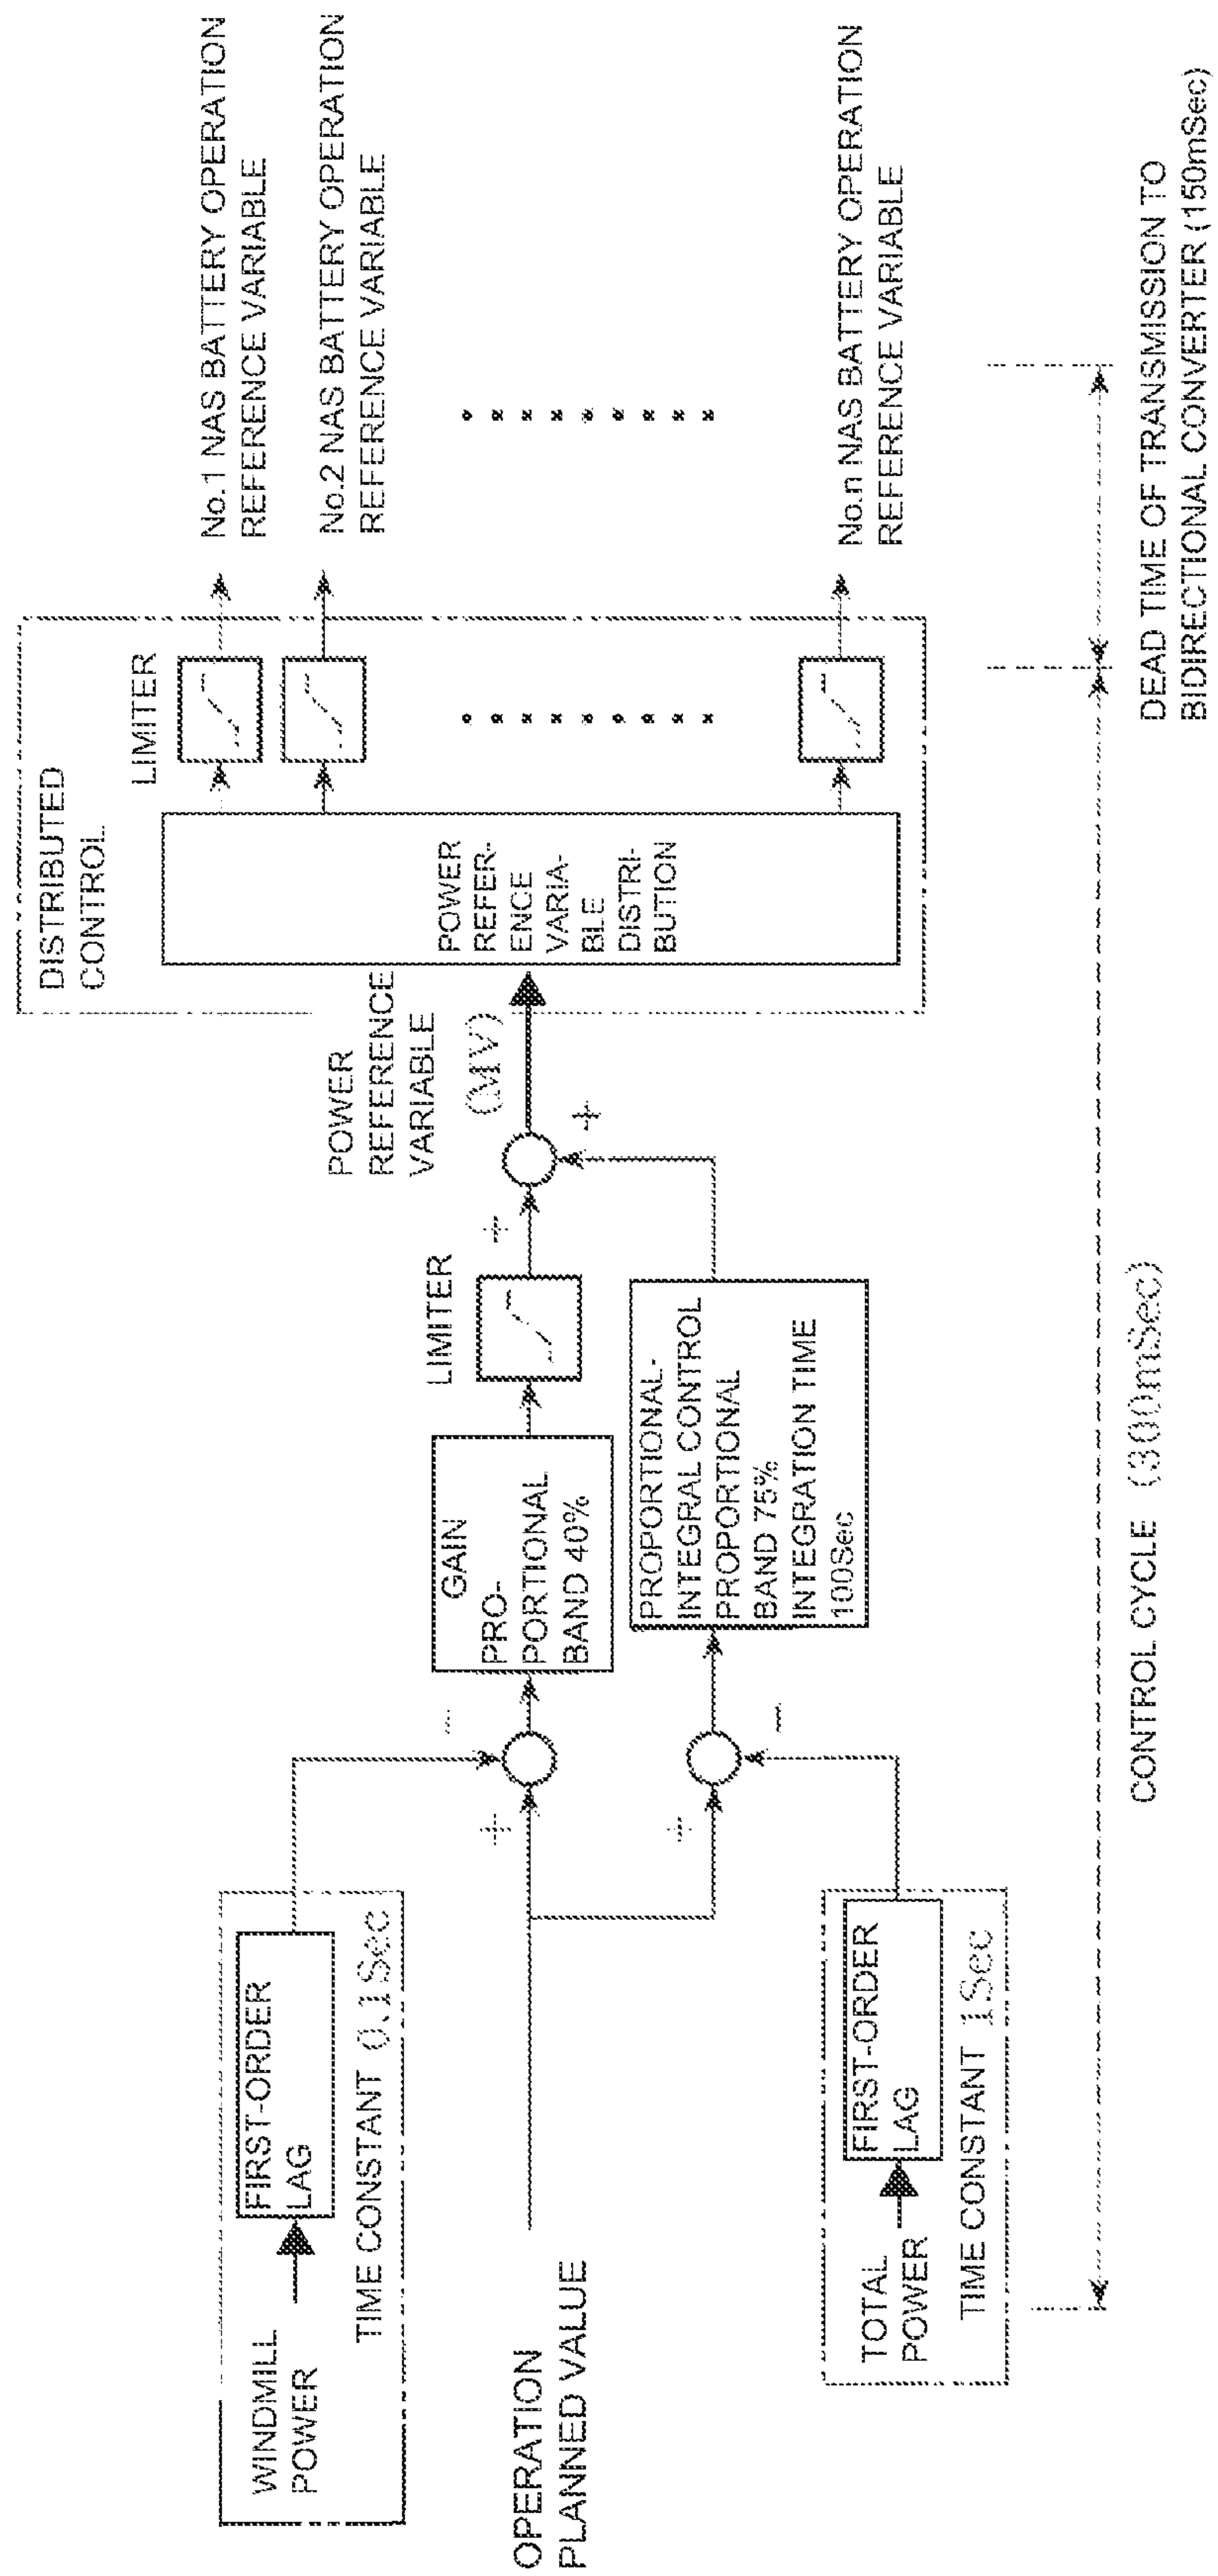 WINDMILL
POWER
FIRST-ORDER
LAG
TIME CONSTANT 0.1Sec
OPERATION
PLANNED VALUE
TOTAL
POWER
FIRST-ORDER
LAG
TIME CONSTANT 1Sec
+
−
+
−
GAIN
PRO-
PORTIONAL
BAND 40%
LIMITER
PROPORTIONAL-
INTEGRAL CONTROL
PROPORTIONAL
BAND 75%
INTEGRATION TIME
100Sec
+
+
POWER
REFERENCE
VARIABLE
(MV)
DISTRIBUTED
CONTROL
POWER
REFER-
ENCE
VARIA-
BLE
DISTRI-
BUTION
LIMITER
No.1 NAS BATTERY OPERATION
REFERENCE VARIABLE
No.2 NAS BATTERY OPERATION
REFERENCE VARIABLE
No.n NAS BATTERY OPERATION
REFERENCE VARIABLE
CONTROL CYCLE (300mSec)
DEAD TIME OF TRANSMISSION TO
BIDIRECTIONAL CONVERTER (150mSec)